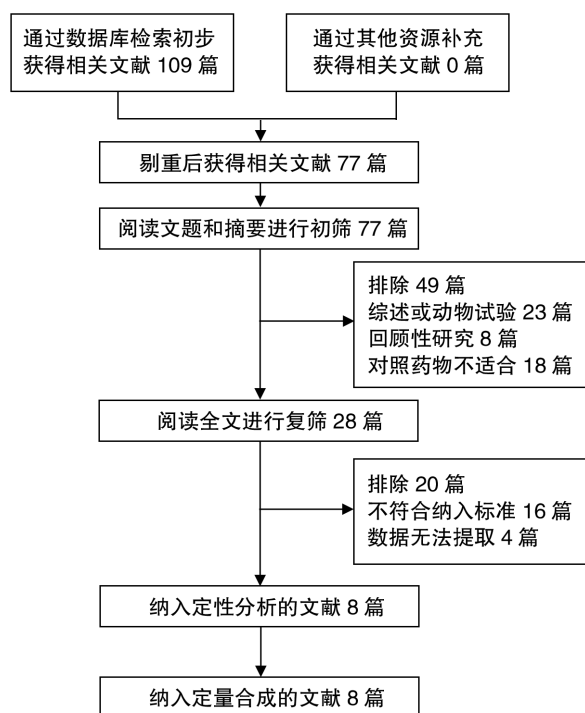 通过数据库检索初步
获得相关文献 109 篇
通过其他资源补充
获得相关文献 0 篇
剔重后获得相关文献 77 篇
阅读文题和摘要进行初筛 77 篇
排除 49 篇
综述或动物试验 23 篇
回顾性研究 8 篇
对照药物不适合 18 篇
阅读全文进行复筛 28 篇
排除 20 篇
不符合纳入标准 16 篇
数据无法提取 4 篇
纳入定性分析的文献 8 篇
纳入定量合成的文献 8 篇